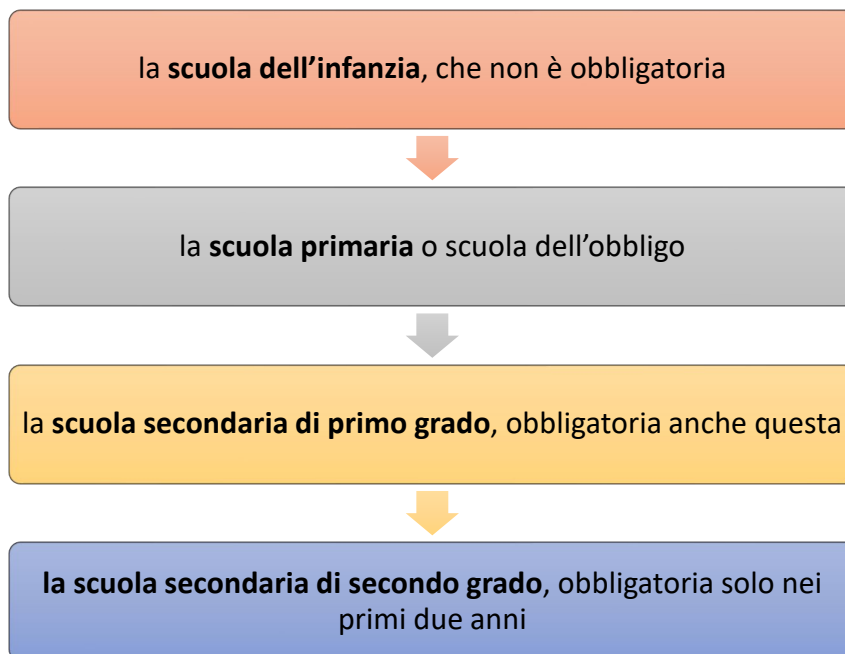 la scuola dell’infanzia, che non è obbligatoria
la scuola primaria o scuola dell’obbligo
la scuola secondaria di primo grado, obbligatoria anche questa
la scuola secondaria di secondo grado, obbligatoria solo nei
primi due anni